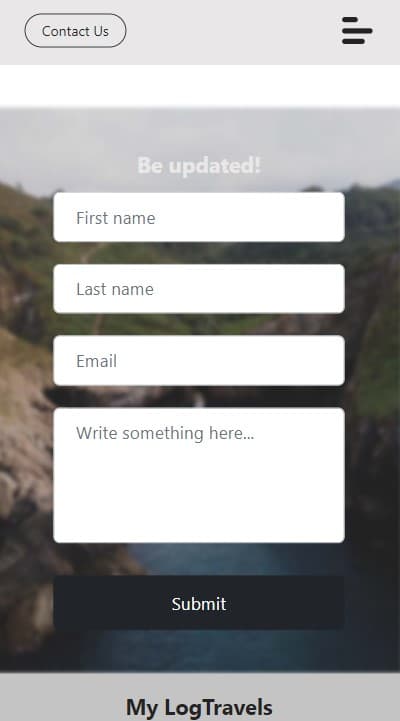 Contact Us
Be updated!
First name
Last name
Email
Write something here...
Submit
My LogTravels